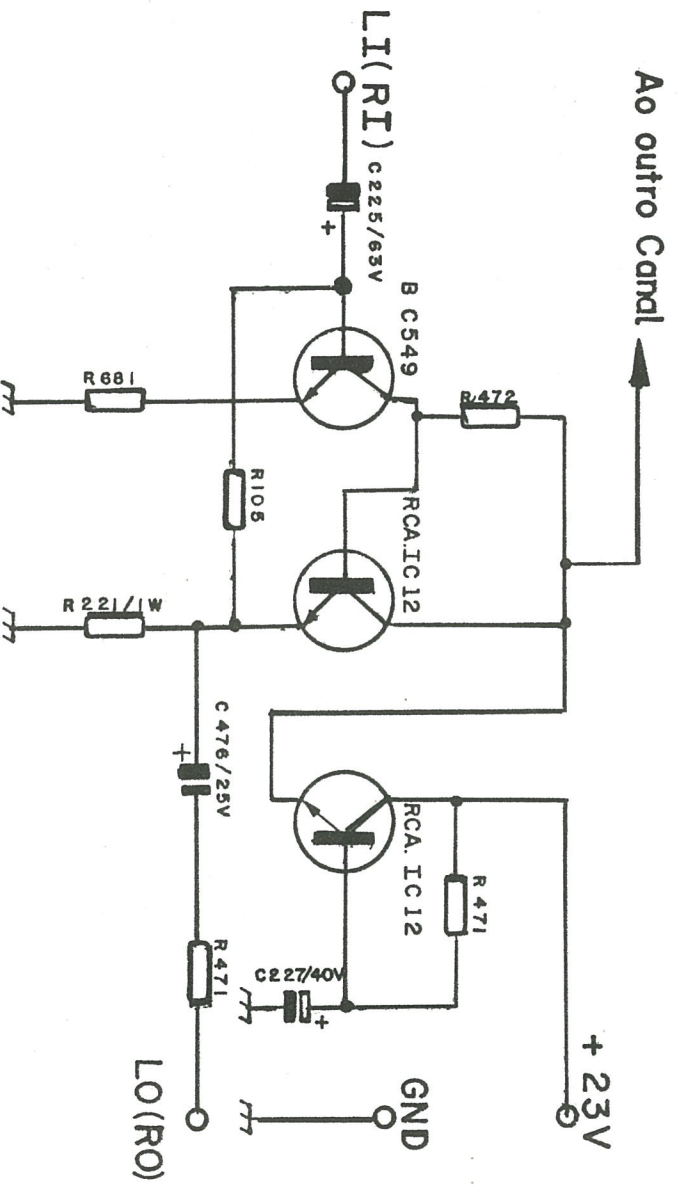 Ao outro Canal
LI(RI)
C225/63V
BC549
R472
R681
R105
RCA.IC12
R221/1W
C476/25V
RCA.IC12
R471
C227/40V
R471
+23V
GND
LO(RO)
+
+
+